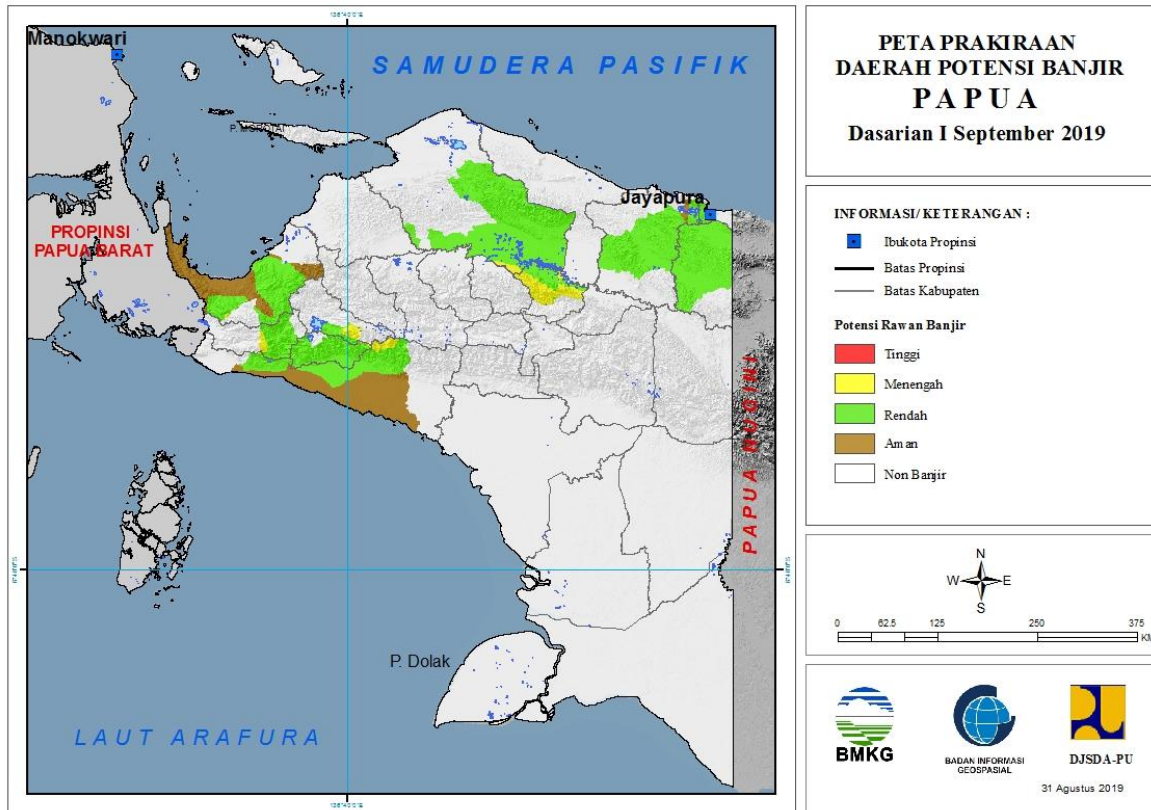 Manokwari
SAMUDERA PASIFIK
Jayapura
PROPINSI
PAPUA BARAT
PAPUA NUGINI
P. Dolak
LAUT ARAFURA
PETA PRAKIRAAN
DAERAH POTENSI BANJIR
PAPUA
Dasarian I September 2019
INFORMASI/ KETERANGAN :
Ibukota Propinsi
Batas Propinsi
Batas Kabupaten
Potensi Rawan Banjir
Tinggi
Menengah
Rendah
Aman
Non Banjir
N
W E
S
0 62.5 125 250 375
KM
BMKG
BADAN INFORMASI
GEOSPASIAL
DJSDA-PU
31 Agustus 2019